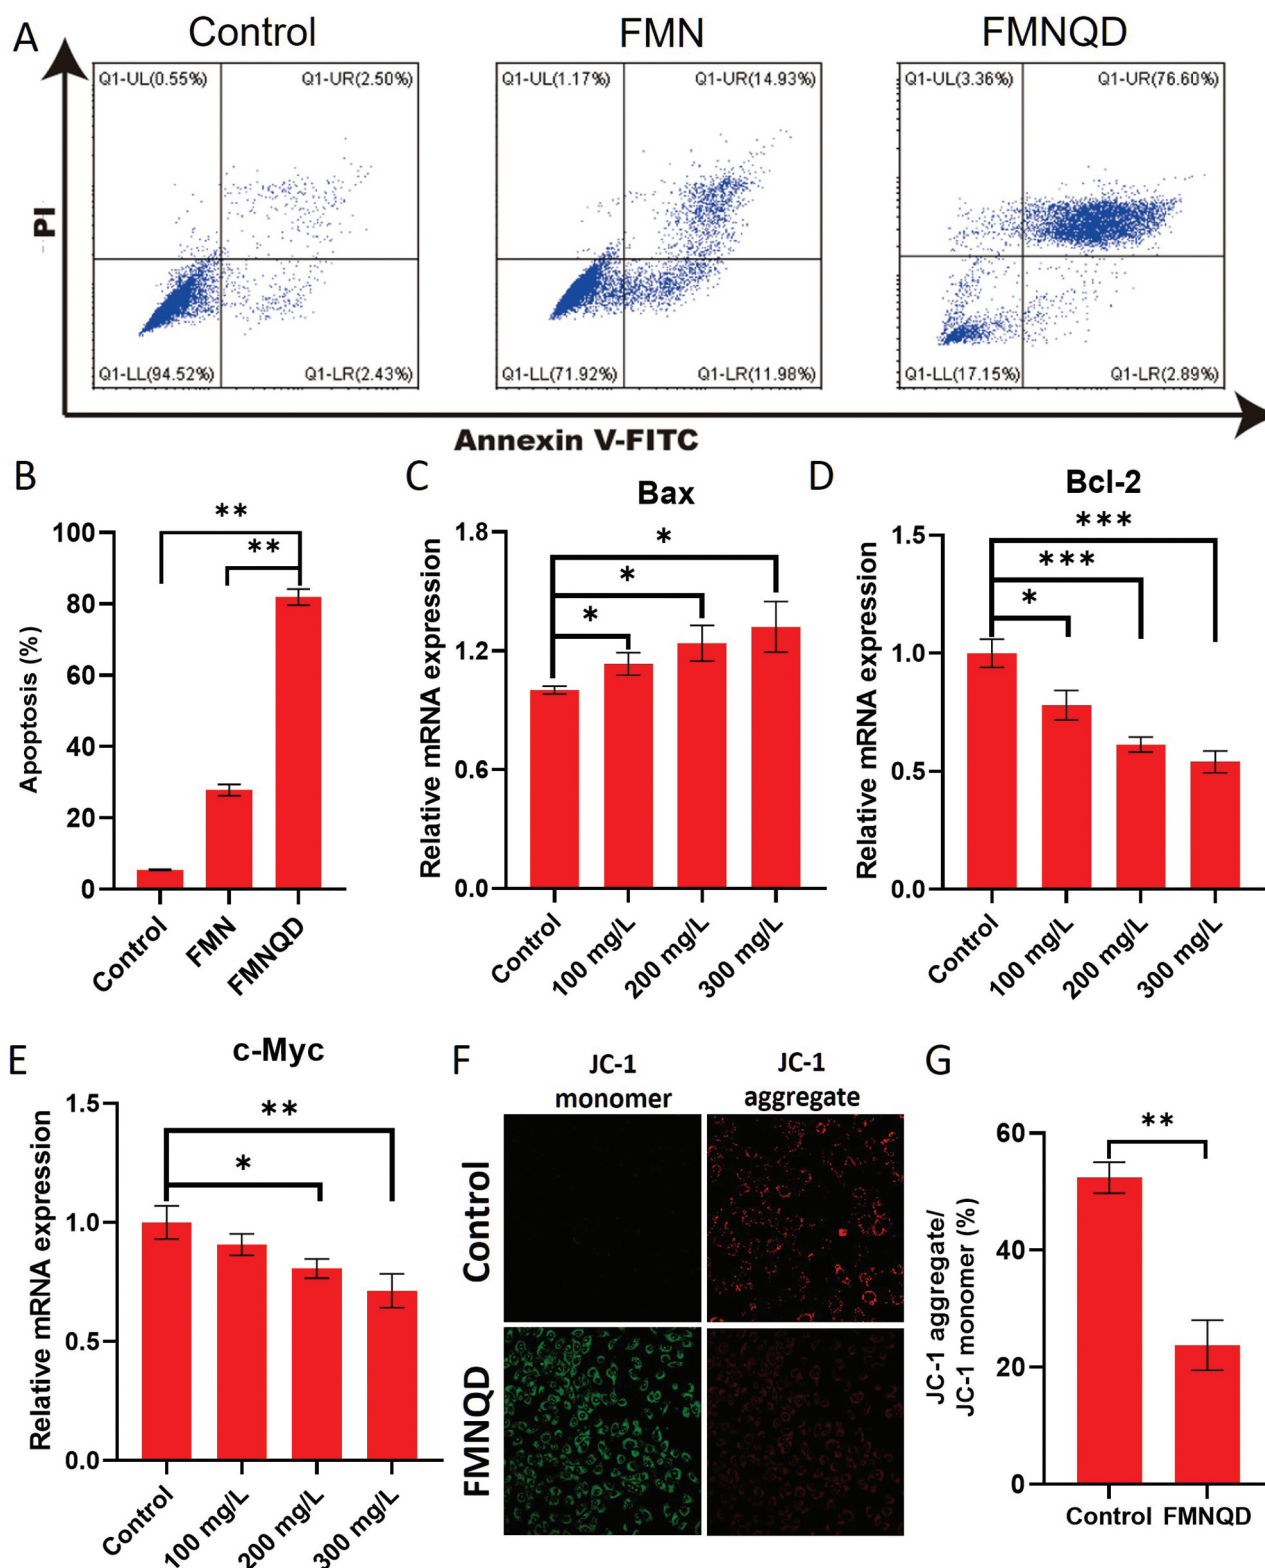 A
Control
FMN
FMNQD
Q1-UL(0.55%)
Q1-UR(2.50%)
Q1-LL(94.52%)
Q1-LR(2.43%)
Q1-UL(1.17%)
Q1-UR(14.93%)
Q1-LL(71.92%)
Q1-LR(11.98%)
Q1-UL(3.36%)
Q1-UR(76.60%)
Q1-LL(17.15%)
Q1-LR(2.89%)
PI
Annexin V-FITC
B
Apoptosis (%)
100
80
60
40
20
0
**
**
Control
FMN
FMNQD
C
Bax
Relative mRNA expression
1.8
1.2
0.6
0.0
*
*
*
Control
100 mg/L
200 mg/L
300 mg/L
D
Bcl-2
Relative mRNA expression
1.5
1.0
0.5
0.0
***
***
*
Control
100 mg/L
200 mg/L
300 mg/L
E
c-Myc
Relative mRNA expression
1.5
1.0
0.5
0.0
**
*
Control
100 mg/L
200 mg/L
300 mg/L
F
JC-1
monomer
JC-1
aggregate
Control
FMNQD
G
JC-1 aggregate/
JC-1 monomer (%)
60
40
20
0
**
Control
FMNQD